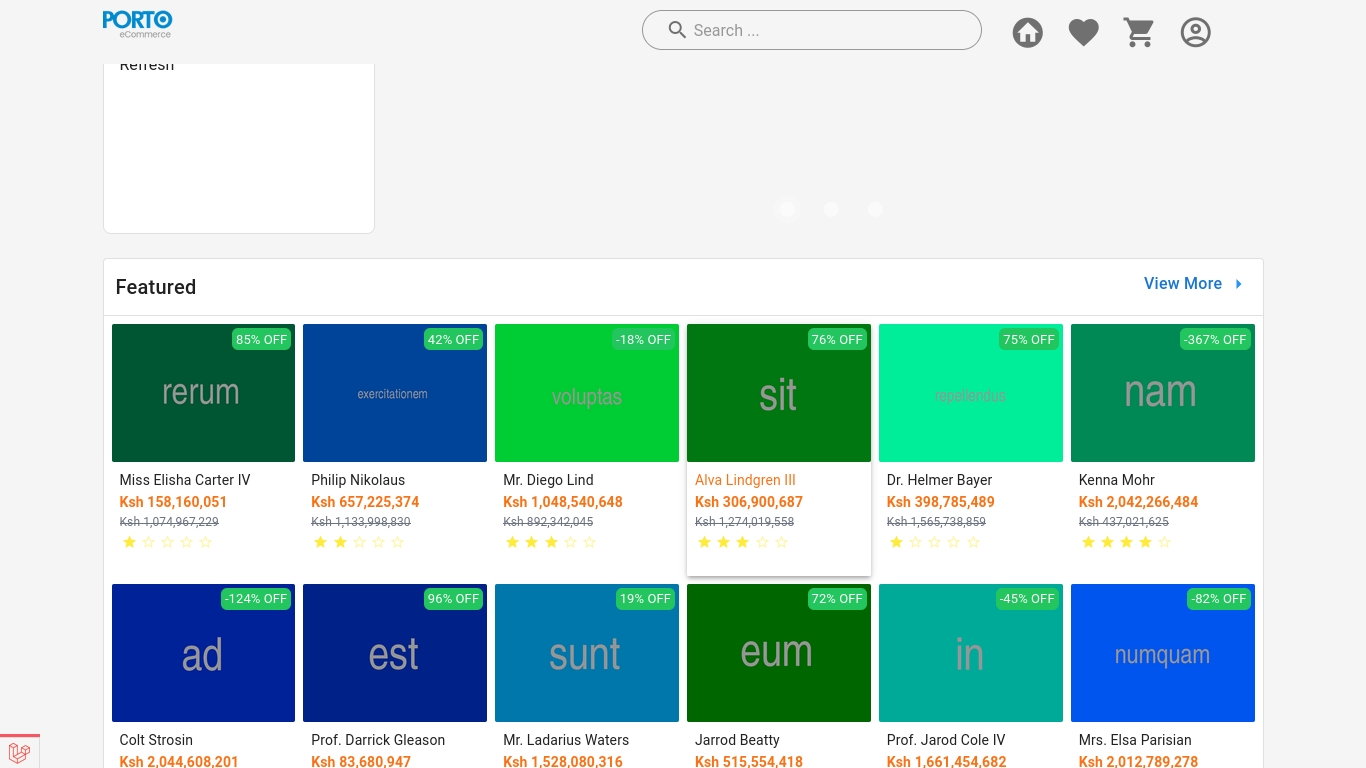 PORTO
eCommerce
Search ...
Refresh
Featured
View More
85% OFF
42% OFF
-18% OFF
76% OFF
75% OFF
-367% OFF
rerum
exercitationem
voluptas
sit
repellendus
nam
Miss Elisha Carter IV
Philip Nikolaus
Mr. Diego Lind
Alva Lindgren III
Dr. Helmer Bayer
Kenna Mohr
Ksh 158,160,051
Ksh 657,225,374
Ksh 1,048,540,648
Ksh 306,900,687
Ksh 398,785,489
Ksh 2,042,266,484
Ksh 1,074,967,229
Ksh 1,133,998,830
Ksh 892,342,045
Ksh 1,274,019,558
Ksh 1,565,738,859
Ksh 437,021,625
-124% OFF
96% OFF
19% OFF
72% OFF
-45% OFF
-82% OFF
ad
est
sunt
eum
in
numquam
Colt Strosin
Prof. Darrick Gleason
Mr. Ladarius Waters
Jarrod Beatty
Prof. Jarod Cole IV
Mrs. Elsa Parisian
Ksh 2,044,608,201
Ksh 83,680,947
Ksh 1,528,080,316
Ksh 515,554,418
Ksh 1,661,454,682
Ksh 2,012,789,278